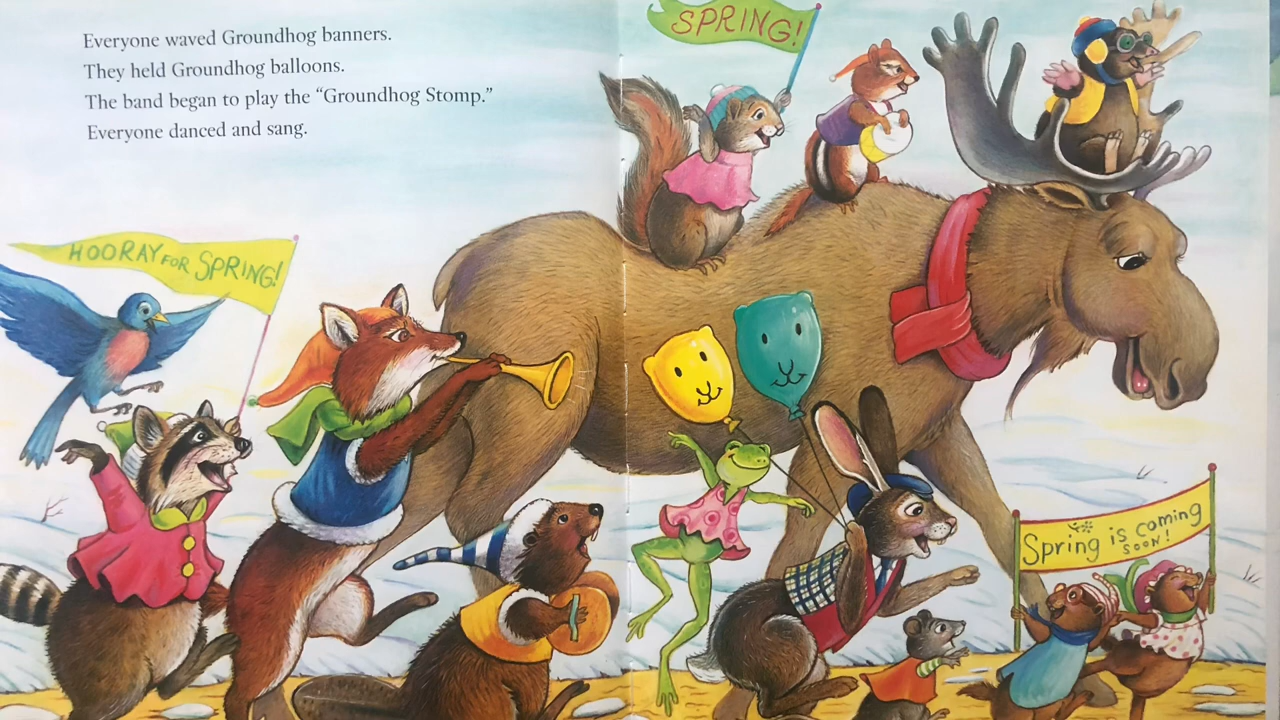 Everyone waved Groundhog banners.
They held Groundhog balloons.
The band began to play the “Groundhog Stomp.”
Everyone danced and sang.
SPRING!
HOORAY FOR SPRING!
Spring is coming
SOON!